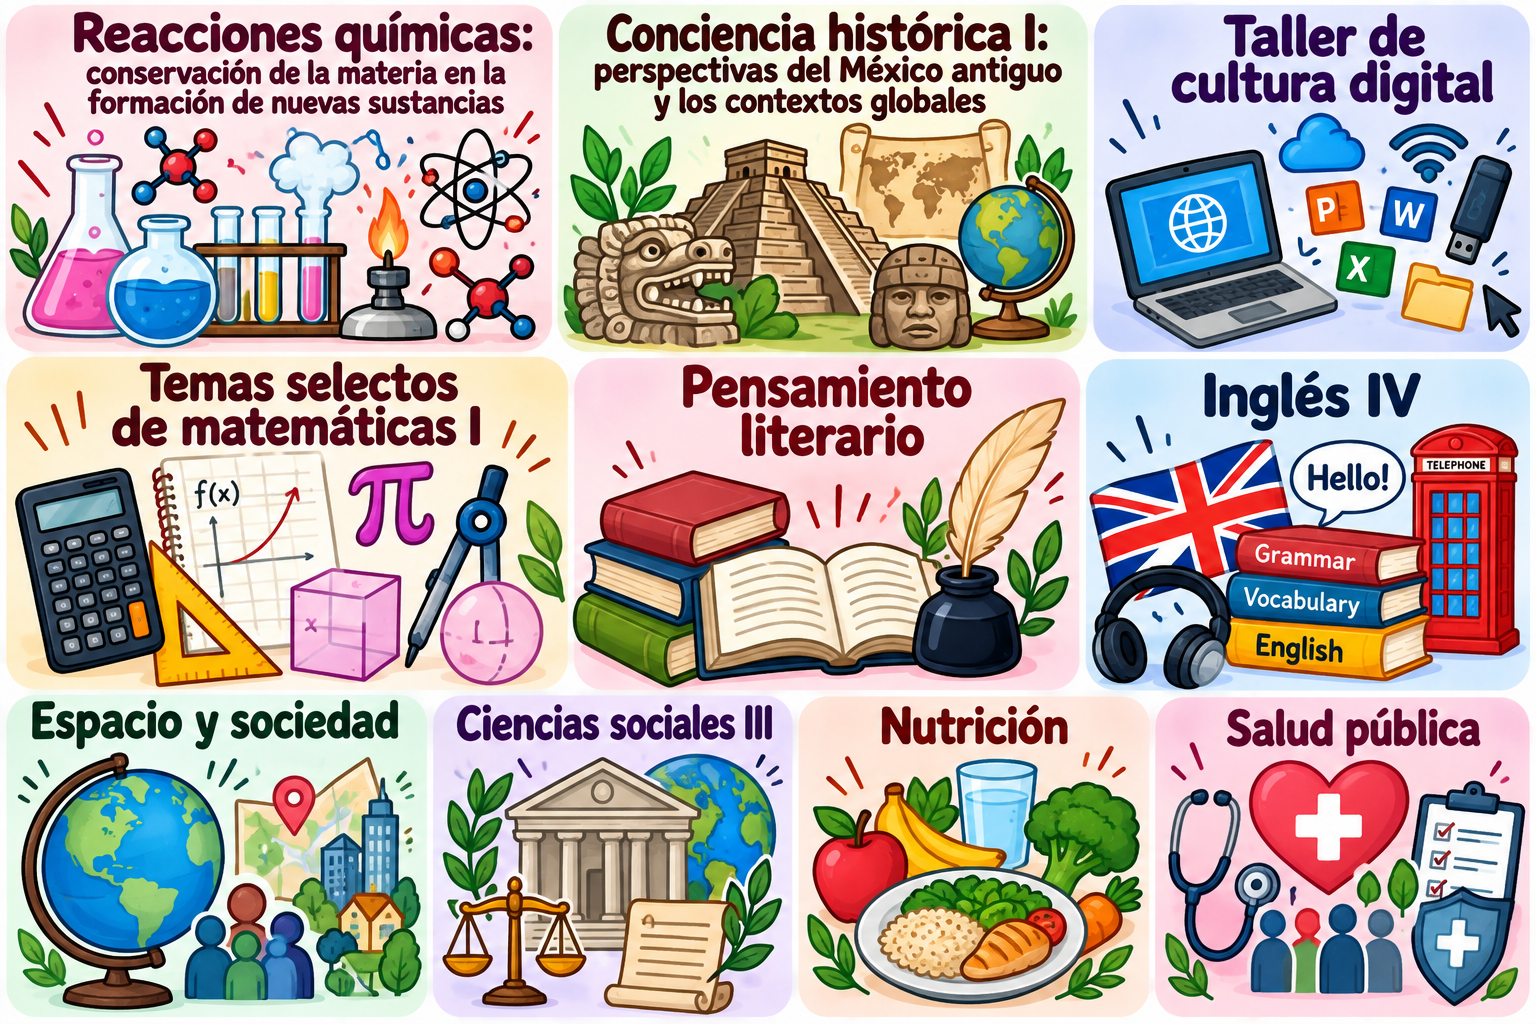 Reacciones químicas:
conservación de la materia en la
formación de nuevas sustancias
Conciencia histórica I:
perspectivas del México antiguo
y los contextos globales
Taller de
cultura digital
P
W
X
Temas selectos
de matemáticas I
f(x)
π
x
Pensamiento
literario
Inglés IV
Hello!
TELEPHONE
Grammar
Vocabulary
English
Espacio y sociedad
Ciencias sociales III
Nutrición
Salud pública